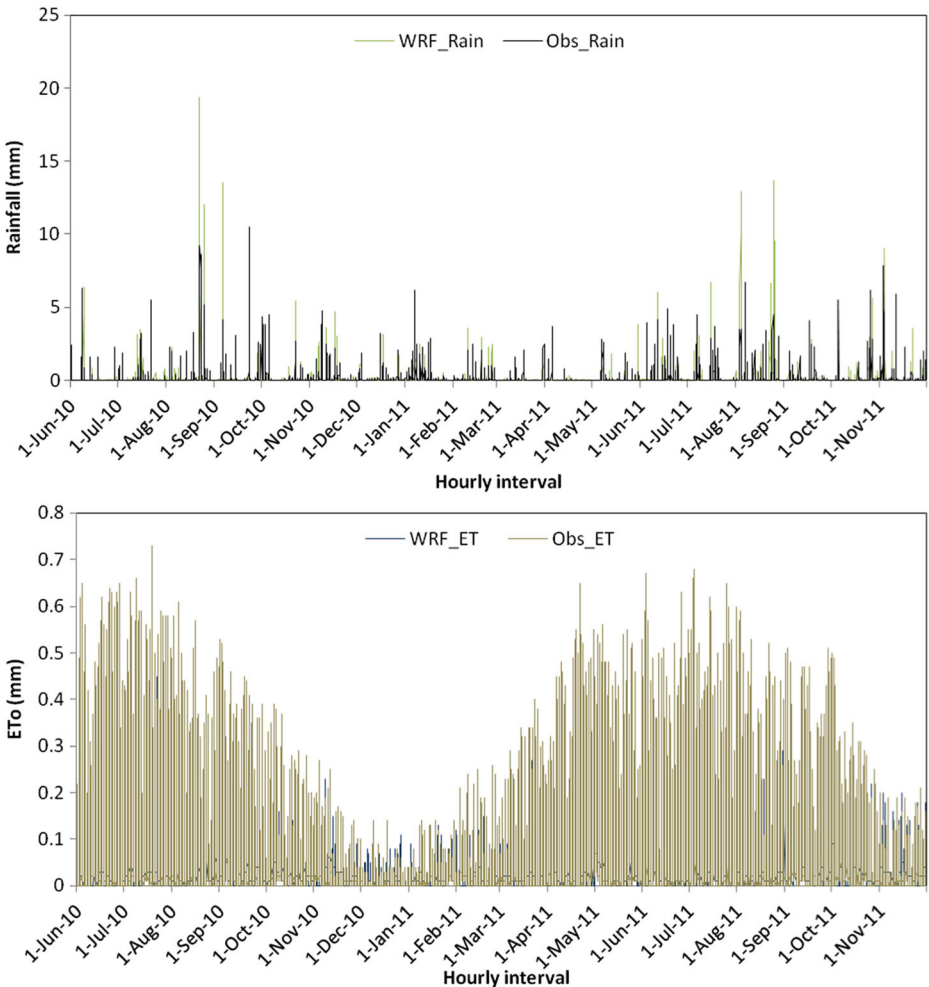 25
WRF_Rain Obs_Rain
20
15
10
5
0
Rainfall (mm)
1-Jun-10 1-Jul-10 1-Aug-10 1-Sep-10 1-Oct-10 1-Nov-10 1-Dec-10 1-Jan-11 1-Feb-11 1-Mar-11 1-Apr-11 1-May-11 1-Jun-11 1-Jul-11 1-Aug-11 1-Sep-11 1-Oct-11 1-Nov-11
Hourly interval
0.8
WRF_ET Obs_ET
0.7
0.6
0.5
0.4
0.3
0.2
0.1
0
ETo (mm)
1-Jun-10 1-Jul-10 1-Aug-10 1-Sep-10 1-Oct-10 1-Nov-10 1-Dec-10 1-Jan-11 1-Feb-11 1-Mar-11 1-Apr-11 1-May-11 1-Jun-11 1-Jul-11 1-Aug-11 1-Sep-11 1-Oct-11 1-Nov-11
Hourly interval